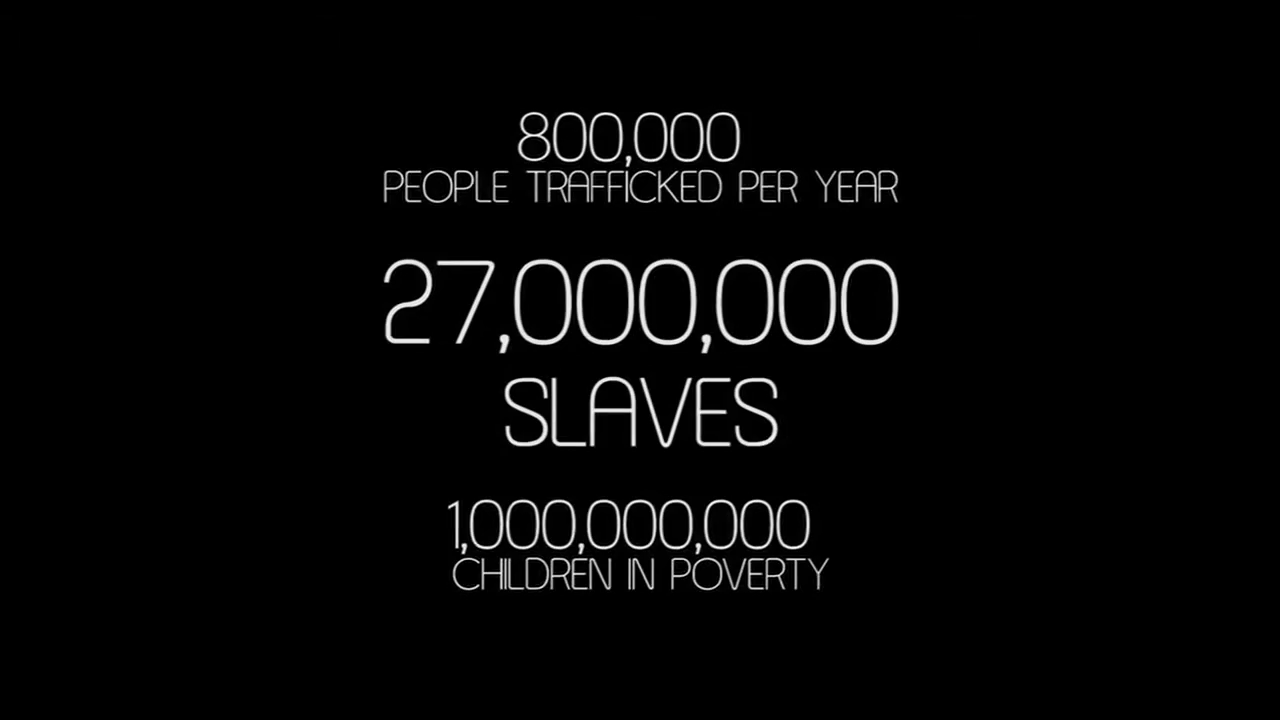 800,000
PEOPLE TRAFFICKED PER YEAR
27,000,000
SLAVES
1,000,000,000
CHILDREN IN POVERTY